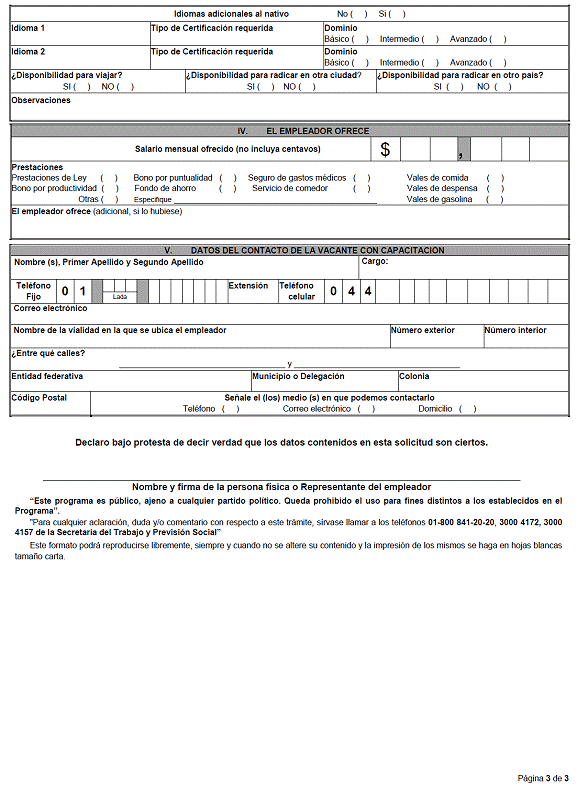 Idiomas adicionales al nativo No ( ) Si ( )
Idioma 1 Tipo de Certificación requerida Dominio
Básico ( ) Intermedio ( ) Avanzado ( )
Idioma 2 Tipo de Certificación requerida Dominio
Básico ( ) Intermedio ( ) Avanzado ( )
¿Disponibilidad para viajar? ¿Disponibilidad para radicar en otra ciudad? ¿Disponibilidad para radicar en otro país?
SI ( ) NO ( ) SI ( ) NO ( ) SI ( ) NO ( )
Observaciones
IV. EL EMPLEADOR OFRECE
Salario mensual ofrecido (no incluya centavos) $ ,
Prestaciones
Prestaciones de Ley ( ) Bono por puntualidad ( ) Seguro de gastos médicos ( ) Vales de comida ( )
Bono por productividad ( ) Fondo de ahorro ( ) Servicio de comedor ( ) Vales de despensa ( )
Otras ( ) Especifique Vales de gasolina ( )
El empleador ofrece (adicional, si lo hubiese)
V. DATOS DEL CONTACTO DE LA VACANTE CON CAPACITACION
Nombre (s), Primer Apellido y Segundo Apellido Cargo:
Teléfono Fijo 0 1 Lada Extensión Teléfono celular 0 4 4
Correo electrónico
Nombre de la vialidad en la que se ubica el empleador Número exterior Número interior
¿Entre qué calles?
y
Entidad federativa Municipio o Delegación Colonia
Código Postal Señale el (los) medio (s) en que podemos contactarlo
Teléfono ( ) Correo electrónico ( ) Domicilio ( )
Declaro bajo protesta de decir verdad que los datos contenidos en esta solicitud son ciertos.
Nombre y firma de la persona física o Representante del empleador
“Este programa es público, ajeno a cualquier partido político. Queda prohibido el uso para fines distintos a los establecidos en el
Programa”.
"Para cualquier aclaración, duda y/o comentario con respecto a este trámite, sírvase llamar a los teléfonos 01-800 841-20-20, 3000 4172, 3000
4157 de la Secretaría del Trabajo y Previsión Social”
Este formato podrá reproducirse libremente, siempre y cuando no se altere su contenido y la impresión de los mismos se haga en hojas blancas
tamaño carta.
Página 3 de 3